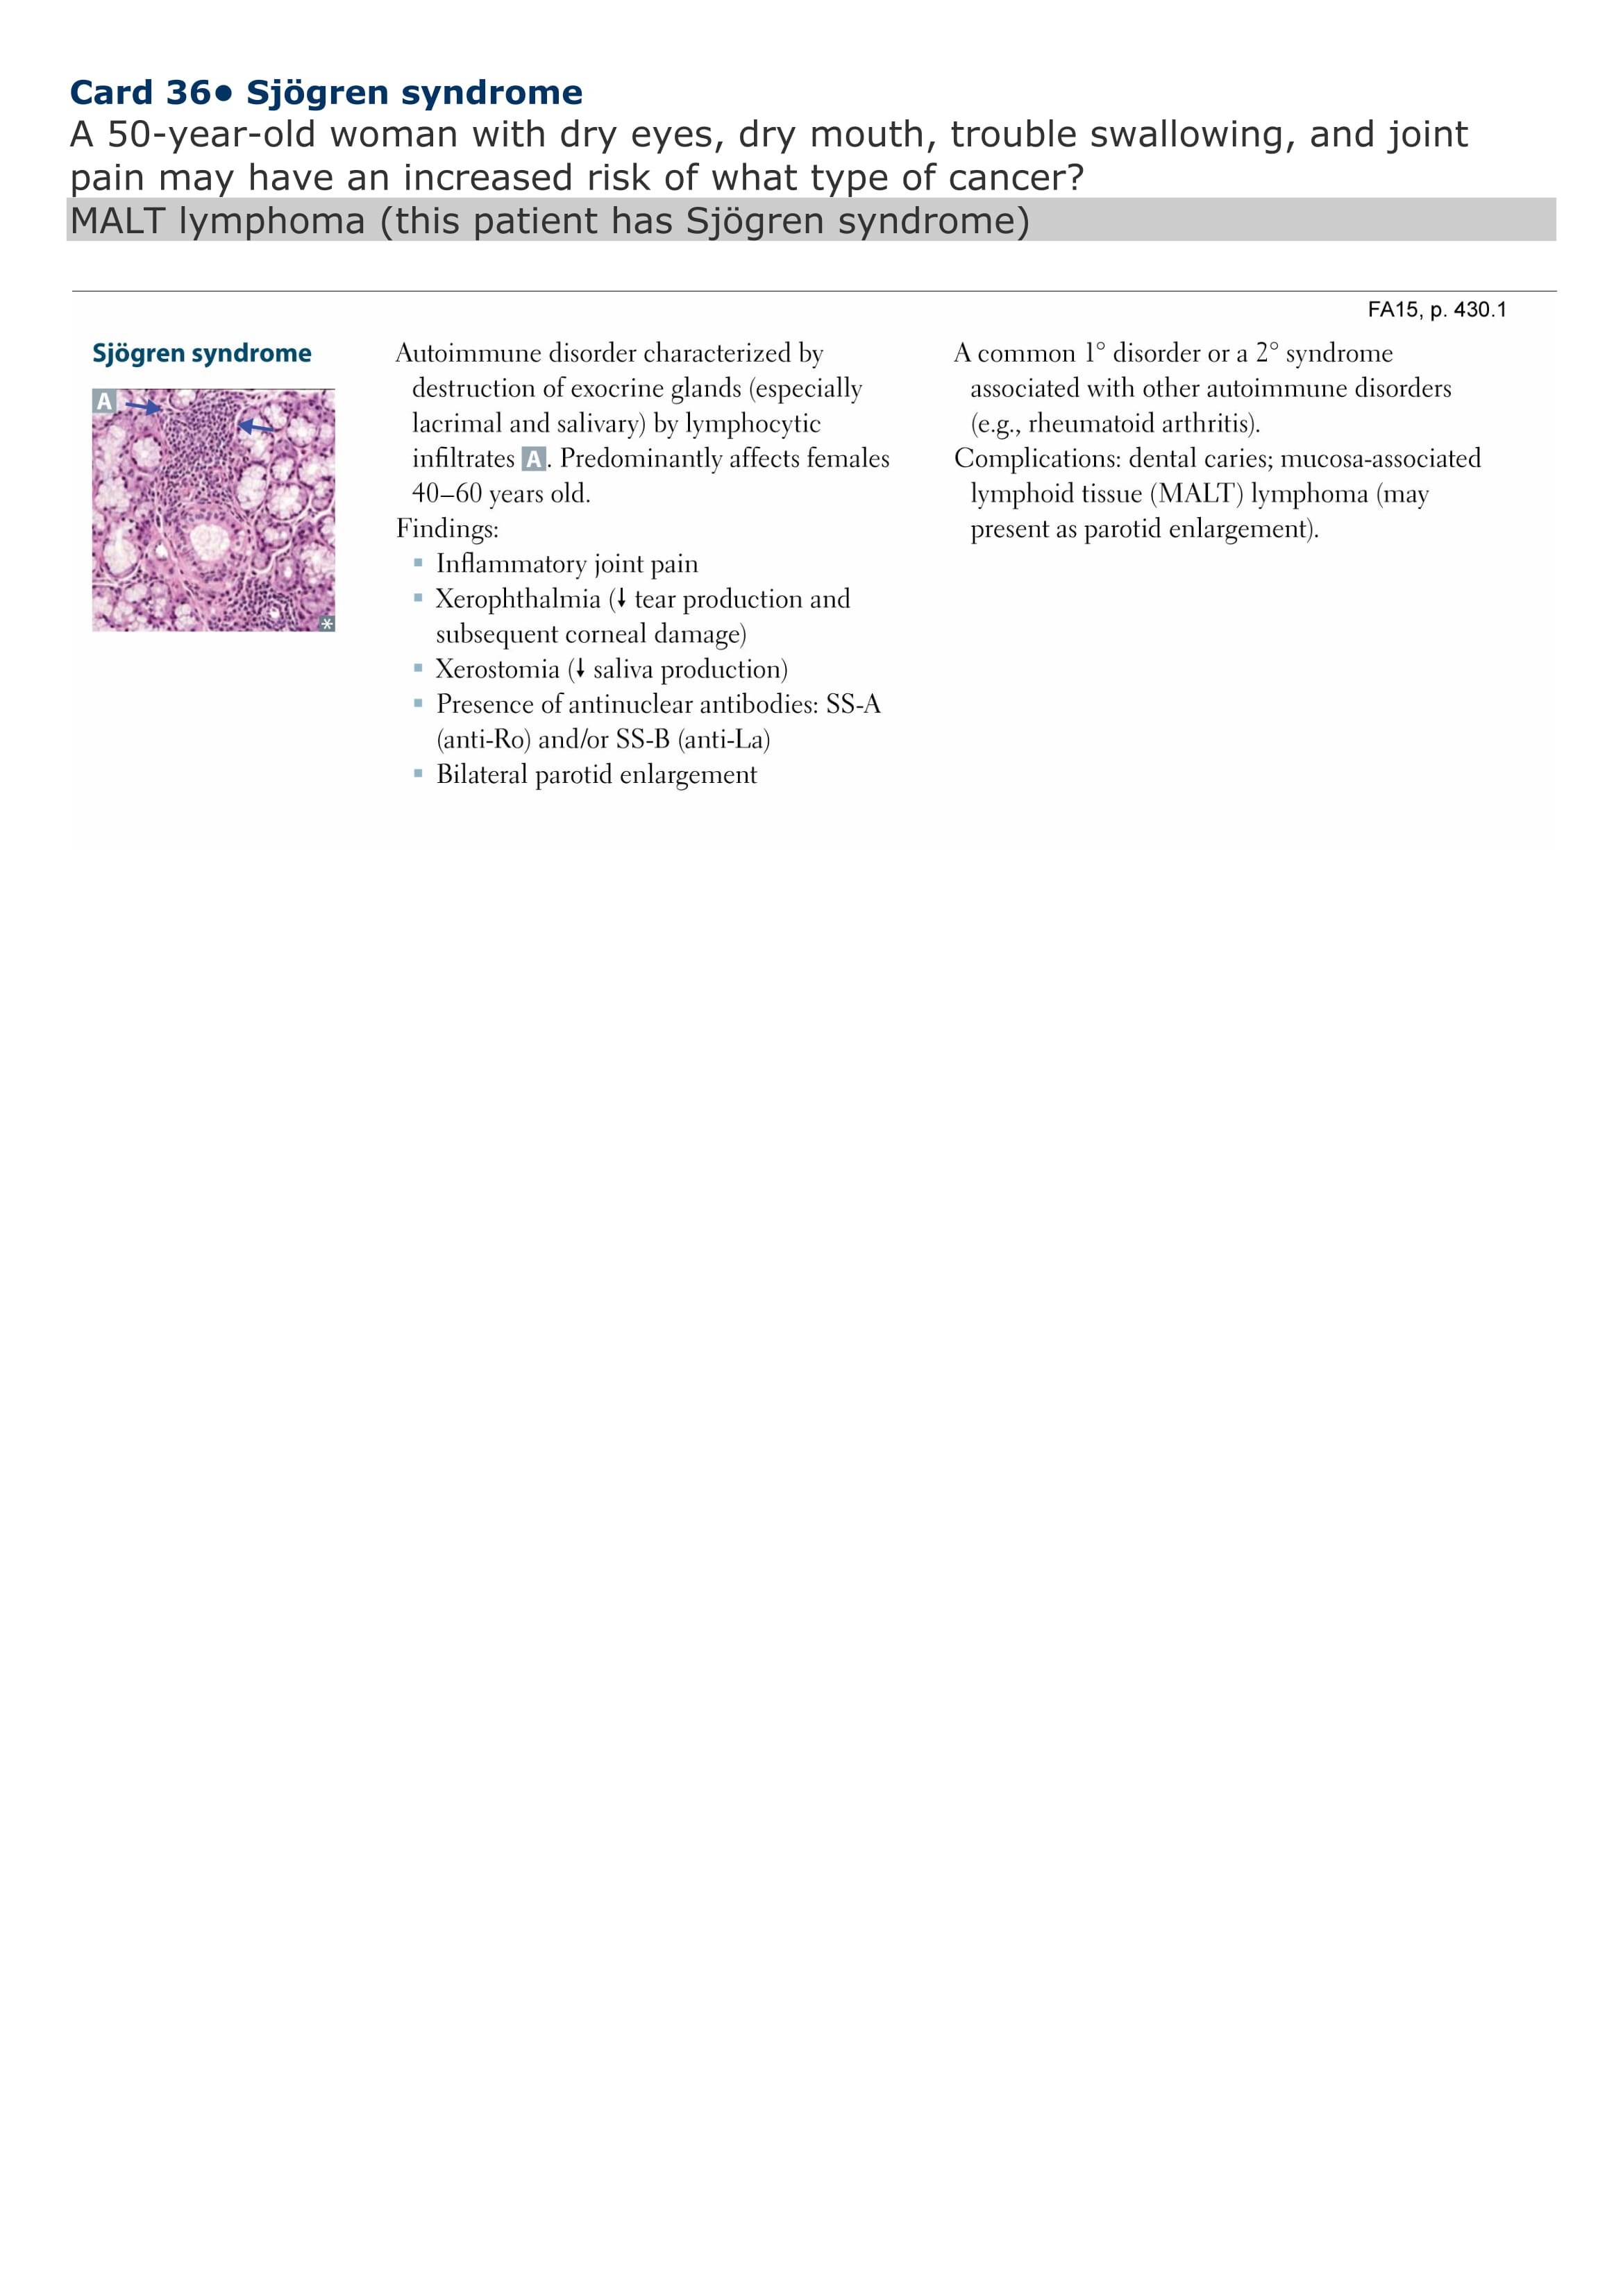 Card 36● Sjögren syndrome
A 50-year-old woman with dry eyes, dry mouth, trouble swallowing, and joint
pain may have an increased risk of what type of cancer?
MALT lymphoma (this patient has Sjögren syndrome)
FA15, p. 430.1
Sjögren syndrome
A
*
Autoimmune disorder characterized by
destruction of exocrine glands (especially
lacrimal and salivary) by lymphocytic
infiltrates A. Predominantly affects females
40–60 years old.
Findings:
▪ Inflammatory joint pain
▪ Xerophthalmia (↓ tear production and
subsequent corneal damage)
▪ Xerostomia (↓ saliva production)
▪ Presence of antinuclear antibodies: SS-A
(anti-Ro) and/or SS-B (anti-La)
▪ Bilateral parotid enlargement
A common 1° disorder or a 2° syndrome
associated with other autoimmune disorders
(e.g., rheumatoid arthritis).
Complications: dental caries; mucosa-associated
lymphoid tissue (MALT) lymphoma (may
present as parotid enlargement).